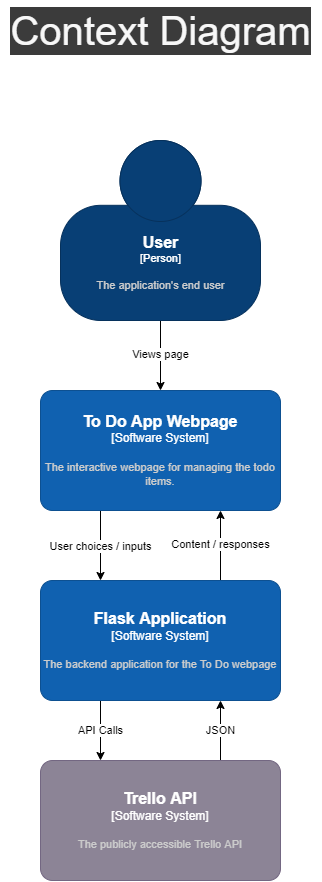 Context Diagram
User
[Person]
The application's end user
Views page
To Do App Webpage
[Software System]
The interactive webpage for managing the todo
items.
User choices / inputs
Content / responses
Flask Application
[Software System]
The backend application for the To Do webpage
API Calls
JSON
Trello API
[Software System]
The publicly accessible Trello API